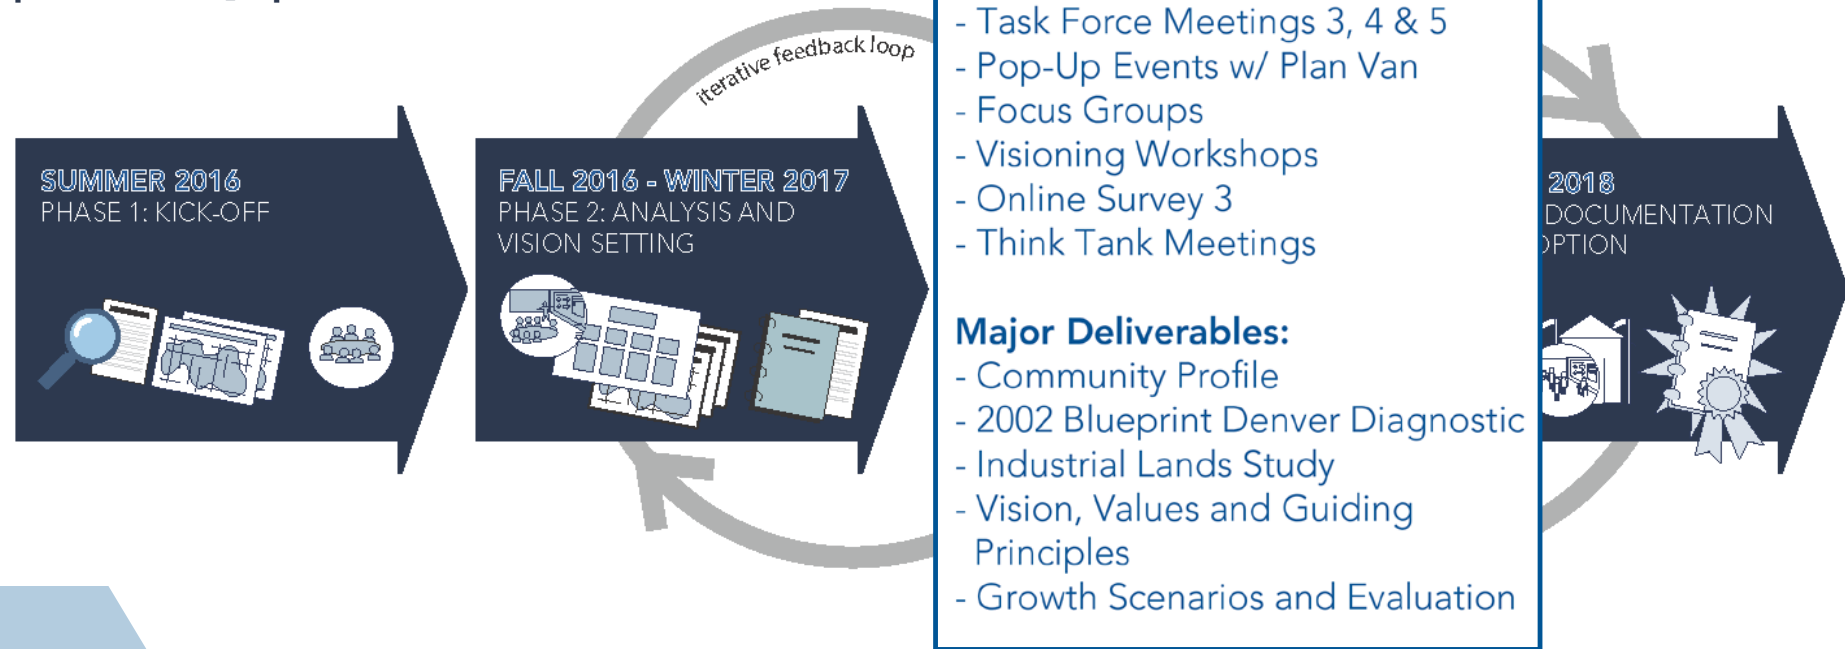 iterative feedback loop
SUMMER 2016
PHASE 1: KICK-OFF
FALL 2016 - WINTER 2017
PHASE 2: ANALYSIS AND
VISION SETTING
- Task Force Meetings 3, 4 & 5
- Pop-Up Events w/ Plan Van
- Focus Groups
- Visioning Workshops
- Online Survey 3
- Think Tank Meetings
Major Deliverables:
- Community Profile
- 2002 Blueprint Denver Diagnostic
- Industrial Lands Study
- Vision, Values and Guiding
Principles
- Growth Scenarios and Evaluation
2018
DOCUMENTATION